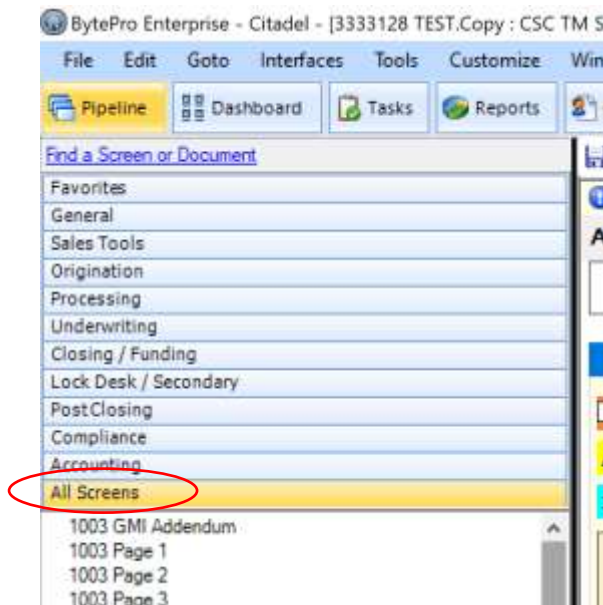 BytePro Enterprise - Citadel - [3333128 TEST.Copy : CSC TM S
File Edit Goto Interfaces Tools Customize Win
Pipeline Dashboard Tasks Reports
Find a Screen or Document
Favorites
General
Sales Tools
Origination
Processing
Underwriting
Closing / Funding
Lock Desk / Secondary
PostClosing
Compliance
Accounting
All Screens
1003 GMI Addendum
1003 Page 1
1003 Page 2
1003 Page 3